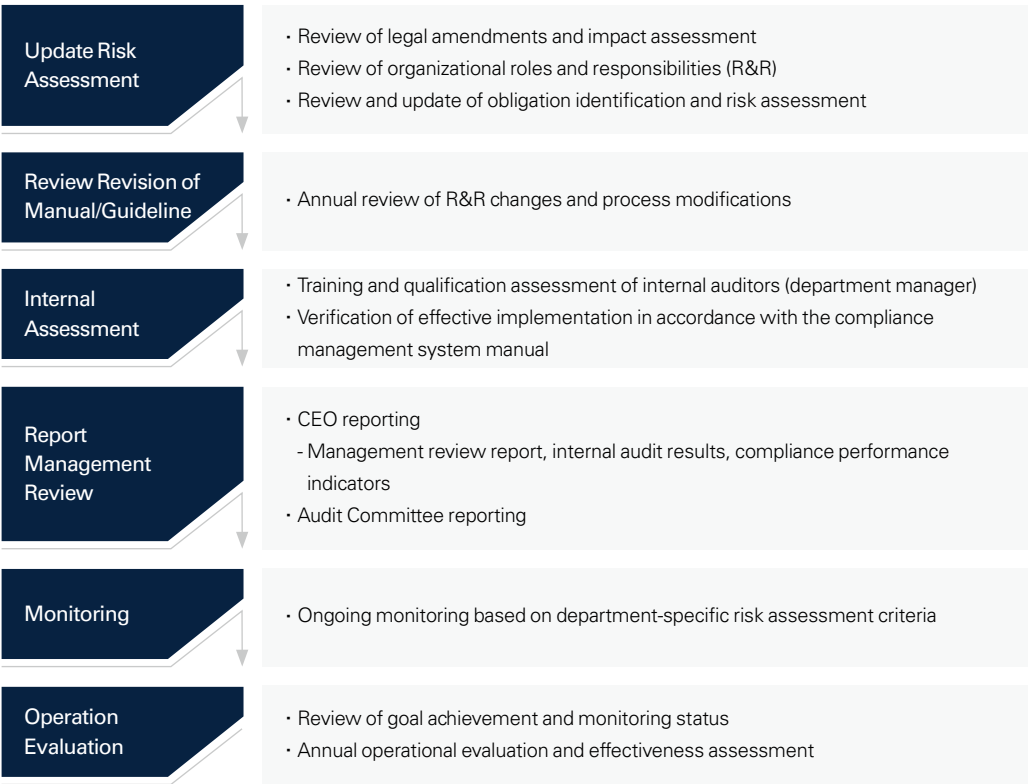 Update Risk
Assessment
· Review of legal amendments and impact assessment
· Review of organizational roles and responsibilities (R&R)
· Review and update of obligation identification and risk assessment
Review Revision of
Manual/Guideline
· Annual review of R&R changes and process modifications
Internal
Assessment
· Training and qualification assessment of internal auditors (department manager)
· Verification of effective implementation in accordance with the compliance
management system manual
Report
Management
Review
· CEO reporting
- Management review report, internal audit results, compliance performance
indicators
· Audit Committee reporting
Monitoring
· Ongoing monitoring based on department-specific risk assessment criteria
Operation
Evaluation
· Review of goal achievement and monitoring status
· Annual operational evaluation and effectiveness assessment